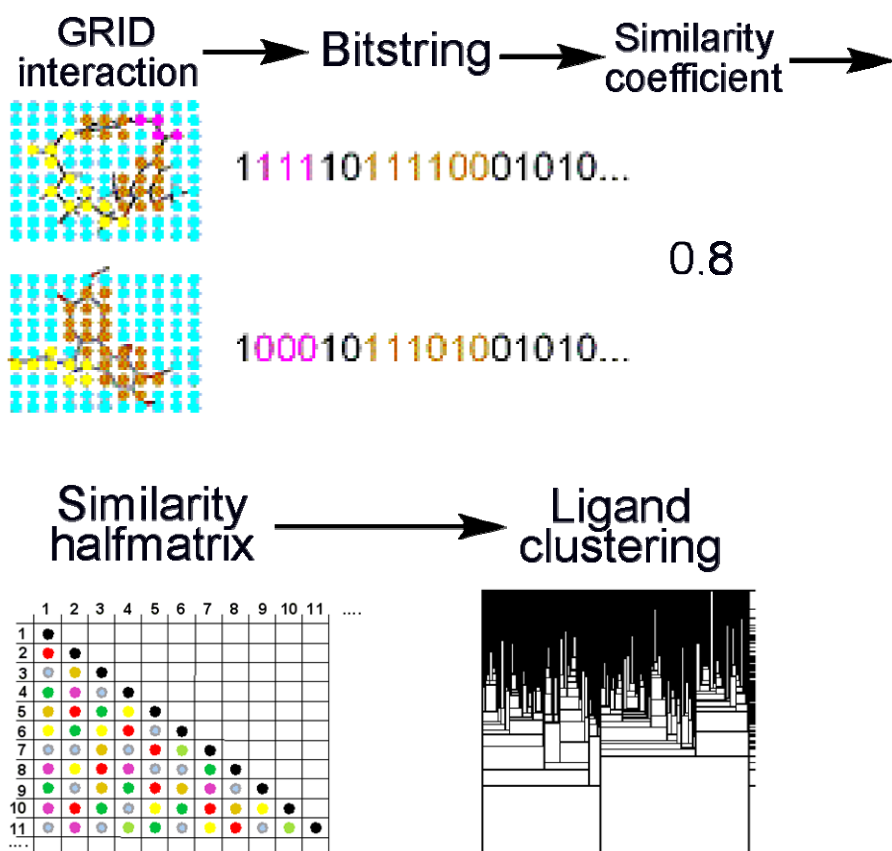 GRID
interaction
Bitstring
Similarity
coefficient
11111011110001010...
0.8
10001011101001010...
Similarity
halfmatrix
Ligand
clustering
1 2 3 4 5 6 7 8 9 10 11 ....
1
2
3
4
5
6
7
8
9
10
11
....